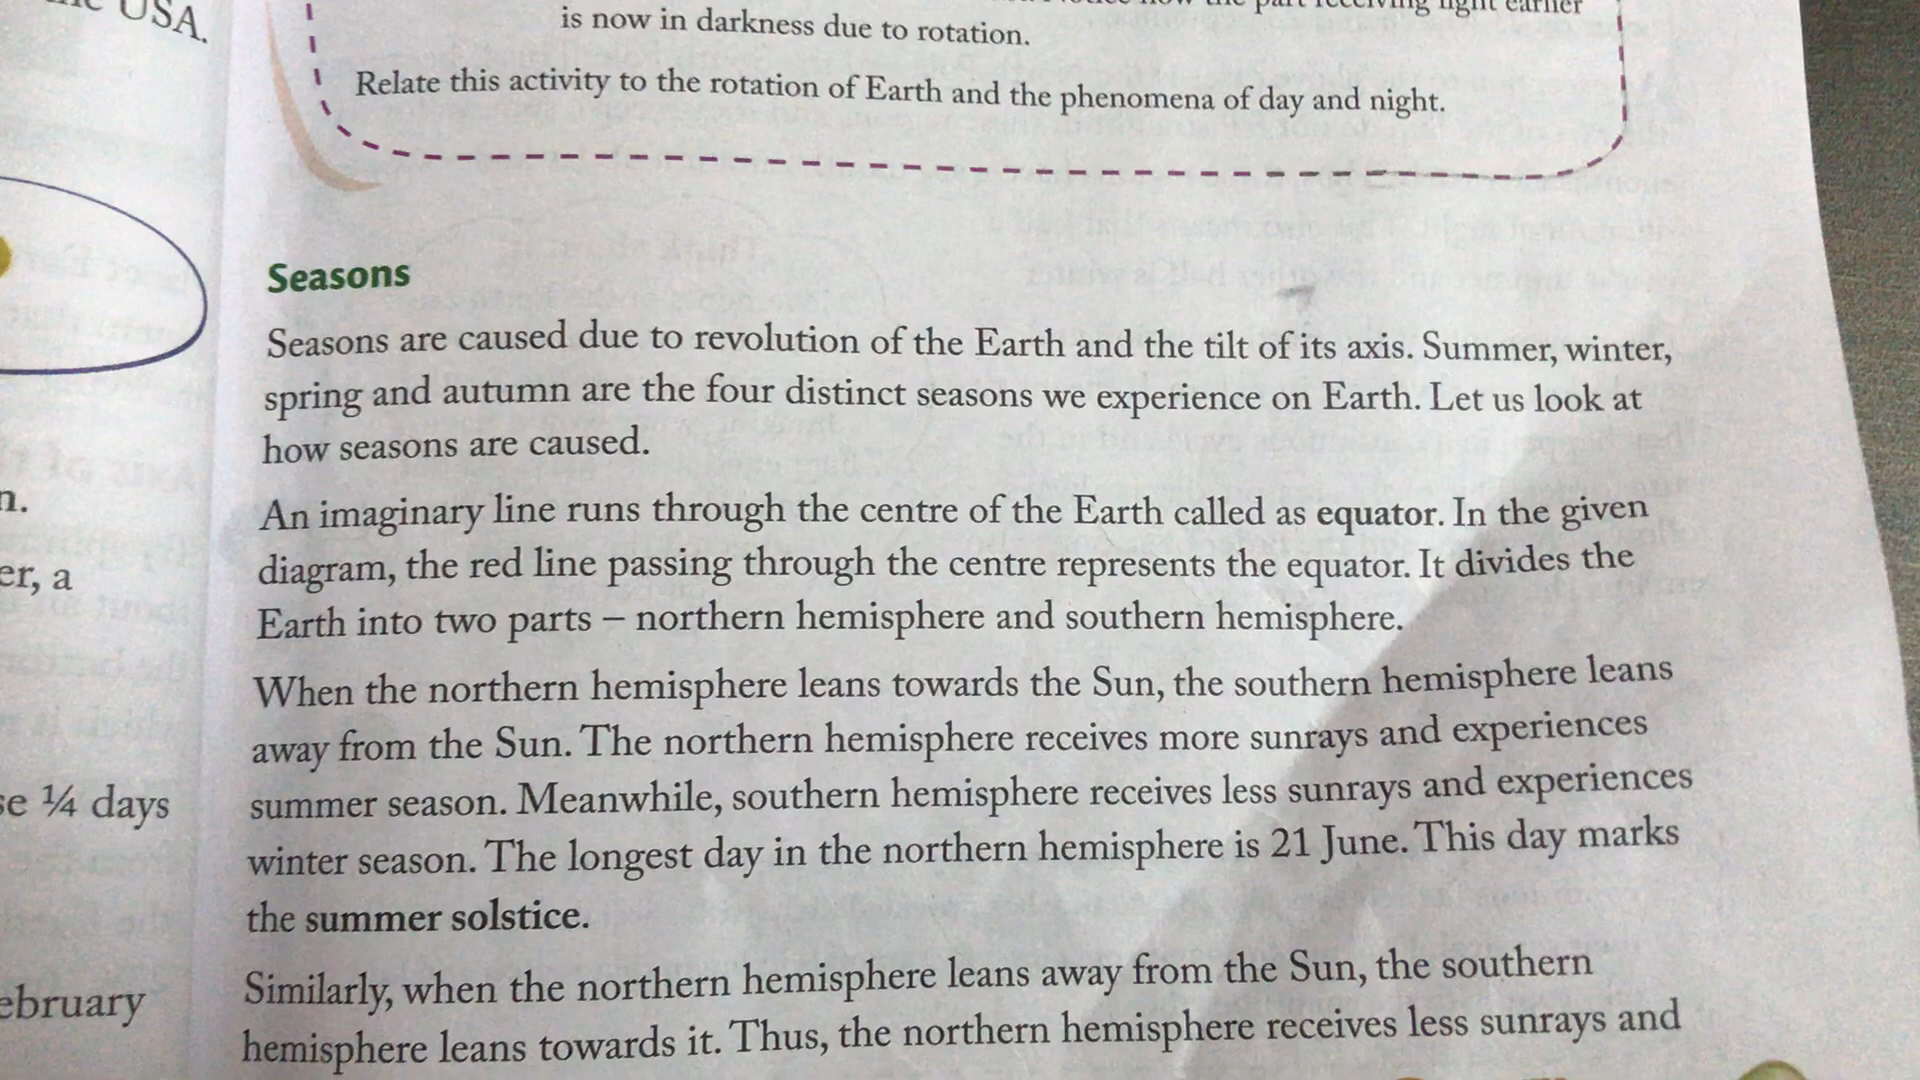 USA.
n.
er, a
se ¼ days
ebruary
the part receiving light earlier
is now in darkness due to rotation.
Relate this activity to the rotation of Earth and the phenomena of day and night.
Seasons
Seasons are caused due to revolution of the Earth and the tilt of its axis. Summer, winter,
spring and autumn are the four distinct seasons we experience on Earth. Let us look at
how seasons are caused.
An imaginary line runs through the centre of the Earth called as equator. In the given
diagram, the red line passing through the centre represents the equator. It divides the
Earth into two parts – northern hemisphere and southern hemisphere.
When the northern hemisphere leans towards the Sun, the southern hemisphere leans
away from the Sun. The northern hemisphere receives more sunrays and experiences
summer season. Meanwhile, southern hemisphere receives less sunrays and experiences
winter season. The longest day in the northern hemisphere is 21 June. This day marks
the summer solstice.
Similarly, when the northern hemisphere leans away from the Sun, the southern
hemisphere leans towards it. Thus, the northern hemisphere receives less sunrays and